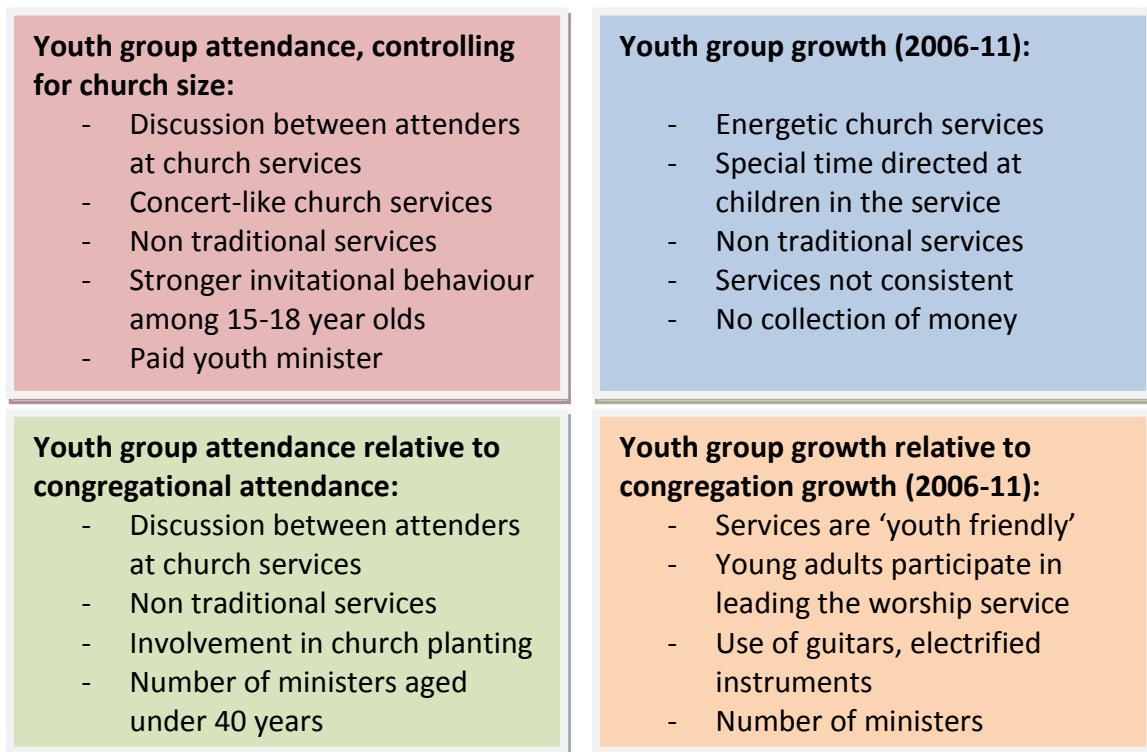 Youth group attendance, controlling
for church size:
- Discussion between attenders
at church services
- Concert-like church services
- Non traditional services
- Stronger invitational behaviour
among 15-18 year olds
- Paid youth minister
Youth group growth (2006-11):
- Energetic church services
- Special time directed at
children in the service
- Non traditional services
- Services not consistent
- No collection of money
Youth group attendance relative to
congregational attendance:
- Discussion between attenders
at church services
- Non traditional services
- Involvement in church planting
- Number of ministers aged
under 40 years
Youth group growth relative to
congregation growth (2006-11):
- Services are ‘youth friendly’
- Young adults participate in
leading the worship service
- Use of guitars, electrified
instruments
- Number of ministers